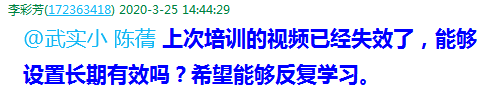 李彩芳(172363418) 2020-3-25 14:44:29
@武实小 陈蒨 上次培训的视频已经失效了，能够
设置长期有效吗？希望能够反复学习。